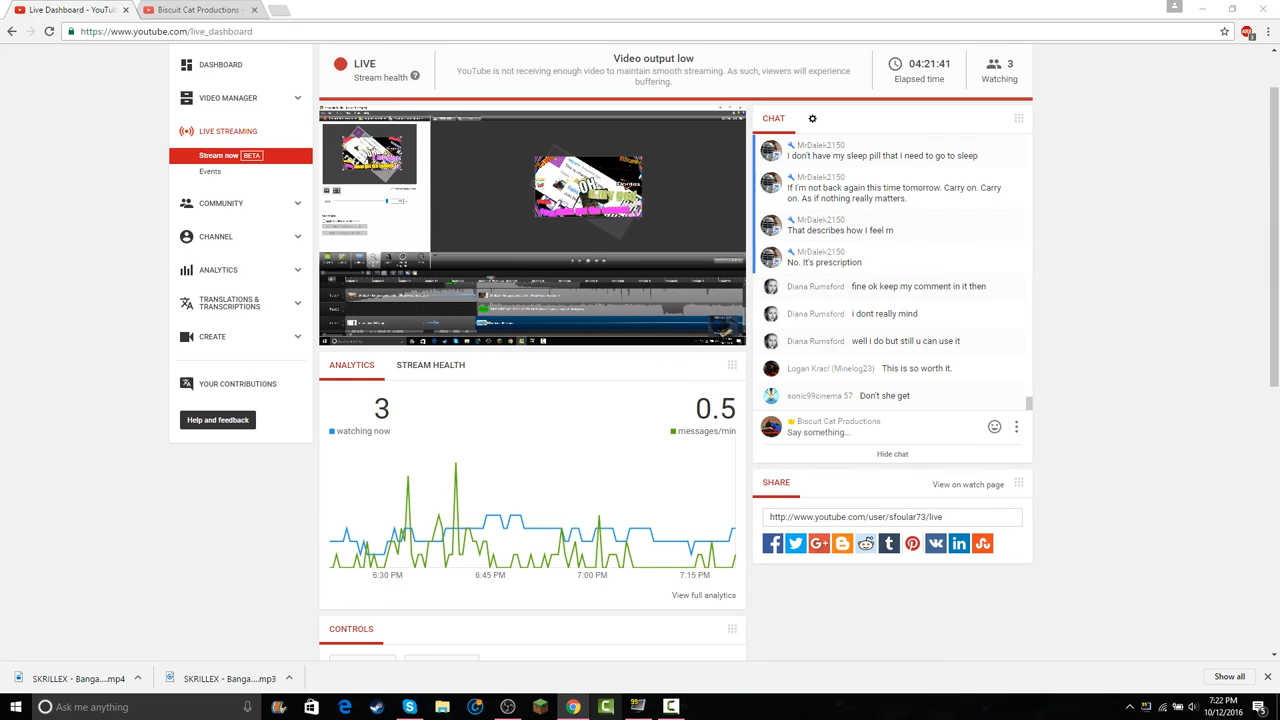 Live Dashboard - YouTu
Biscuit Cat Productions -
https://www.youtube.com/live_dashboard
DASHBOARD
VIDEO MANAGER
LIVE STREAMING
Stream now BETA
Events
COMMUNITY
CHANNEL
ANALYTICS
TRANSLATIONS &
TRANSCRIPTIONS
CREATE
YOUR CONTRIBUTIONS
Help and feedback
LIVE
Stream health ?
Video output low
YouTube is not receiving enough video to maintain smooth streaming. As such, viewers will experience
buffering.
04:21:41
Elapsed time
3
Watching
ANALYTICS
STREAM HEALTH
3
watching now
0.5
messages/min
6:30 PM
6:45 PM
7:00 PM
7:15 PM
View full analytics
CONTROLS
CHAT
MrDalek2150
I don't have my sleep pill that I need to go to sleep
MrDalek2150
If I'm not back again this time tomorrow. Carry on. Carry
on. As if nothing really matters.
MrDalek2150
That describes how I feel rn
MrDalek2150
No. It's prescription
Diana Rumsford fine ok keep my comment in it then
Diana Rumsford i dont really mind
Diana Rumsford well i do but still u can use it
Logan Kracl (Minelog23) This is so worth it.
sonic99cinema 57 Don't she get
Biscuit Cat Productions
Say something...
Hide chat
SHARE
View on watch page
http://www.youtube.com/user/sfoular73/live
SKRILLEX - Banga....mp4
SKRILLEX - Banga....mp3
Show all
Ask me anything
7:22 PM
10/12/2016